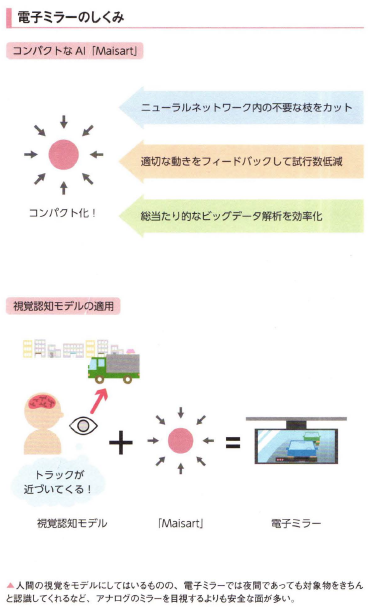 電子ミラーのしくみ
コンパクトなAI「Maisart」
ニューラルネットワーク内の不要な枝をカット
適切な動きをフィードバックして試行数低減
総当たり的なビッグデータ解析を効率化
コンパクト化！
視覚認知モデルの適用
トラックが
近づいてくる！
視覚認知モデル
「Maisart」
電子ミラー
▲人間の視覚をモデルにしてはいるものの、電子ミラーでは夜間であっても対象物をきちん
と認識してくれるなど、アナログのミラーを目視するよりも安全な面が多い。